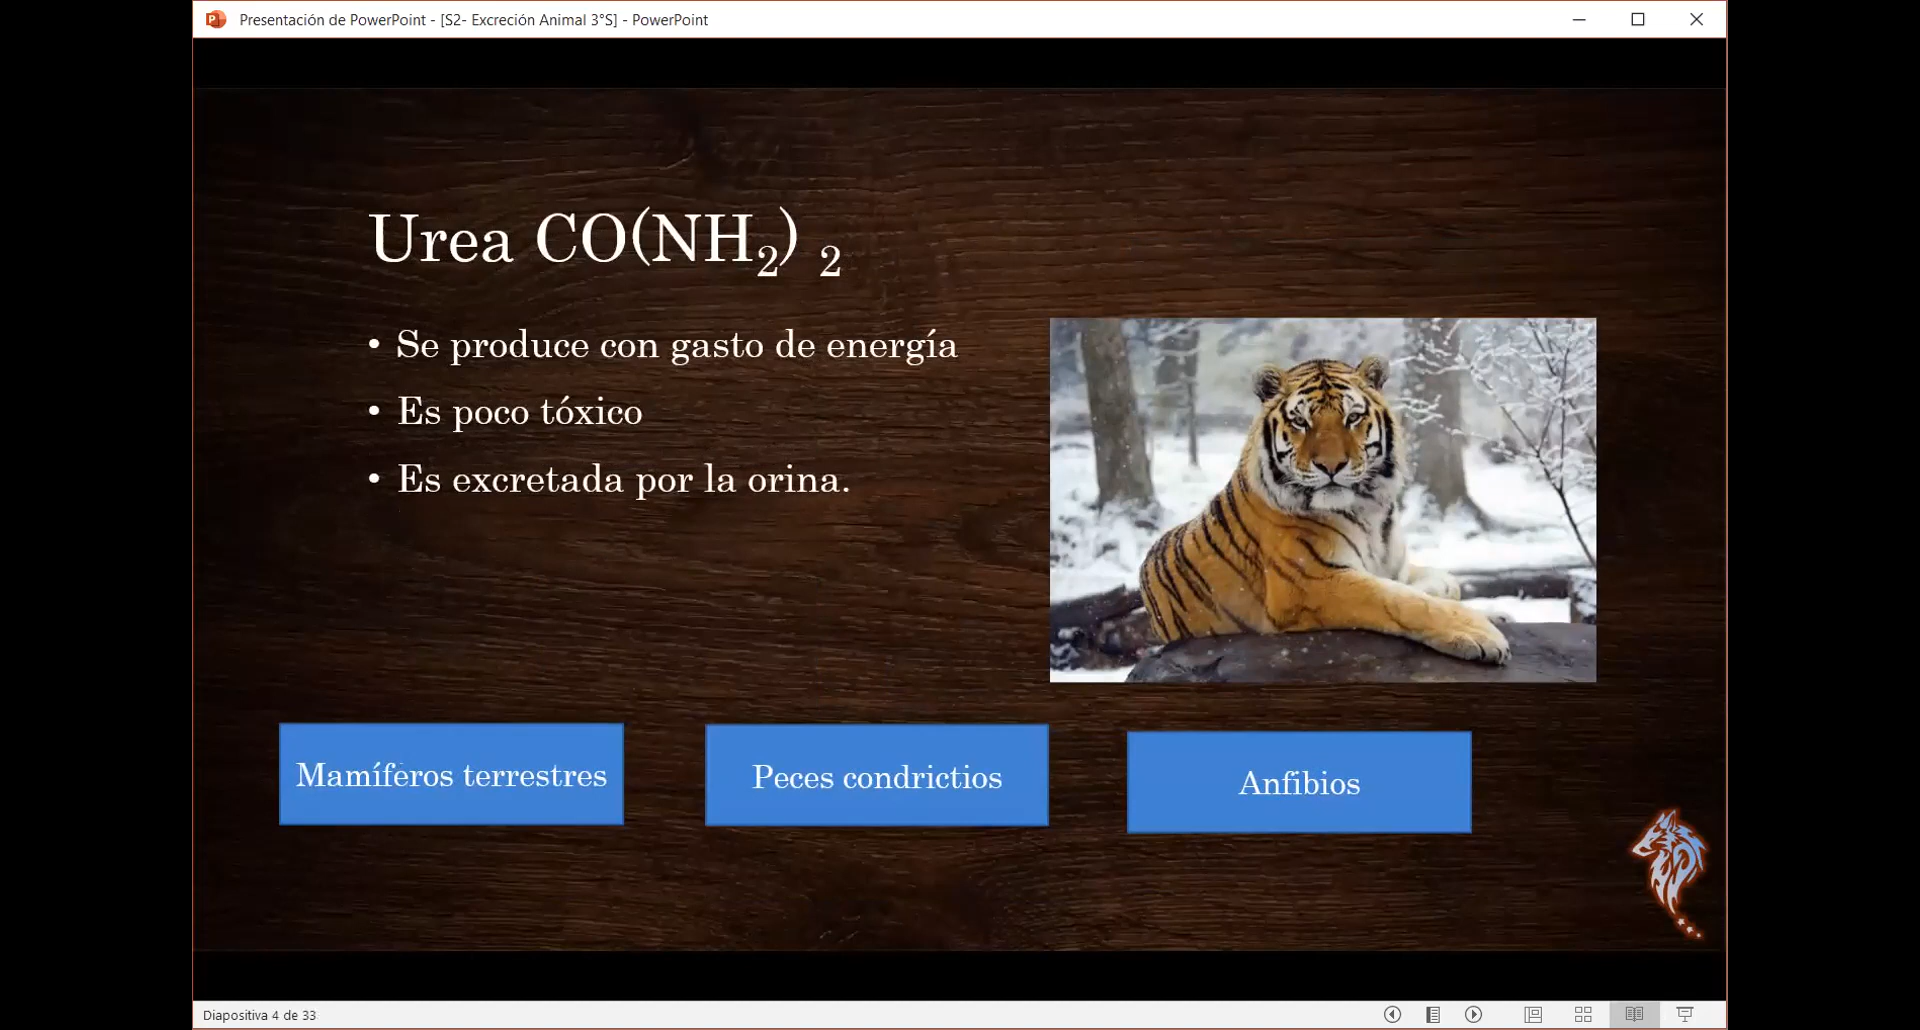 Presentación de PowerPoint - [S2- Excreción Animal 3°S] - PowerPoint
Urea CO(NH₂) ₂
• Se produce con gasto de energía
• Es poco tóxico
• Es excretada por la orina.
Mamíferos terrestres
Peces condrictios
Anfibios
Diapositiva 4 de 33